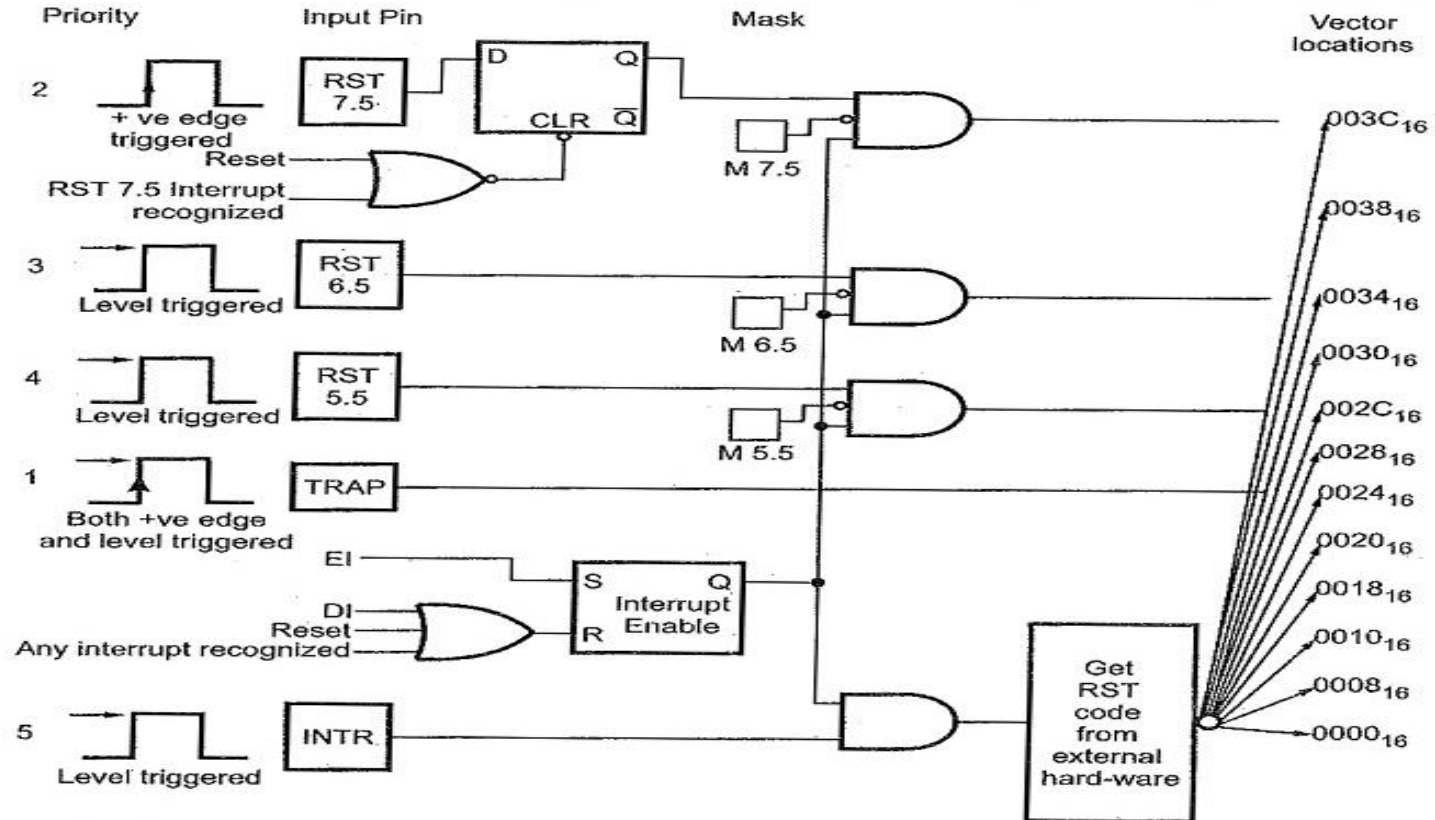 Priority
Input Pin
Mask
Vector
locations
2
+ ve edge
triggered
RST
7.5
D
Q
CLR
Q̅
M 7.5
003C₁₆
Reset
RST 7.5 Interrupt
recognized
0038₁₆
3
Level triggered
RST
6.5
M 6.5
0034₁₆
0030₁₆
4
Level triggered
RST
5.5
M 5.5
002C₁₆
0028₁₆
1
Both +ve edge
and level triggered
TRAP
0024₁₆
0020₁₆
EI
DI
Reset
Any interrupt recognized
S
Q
Interrupt
Enable
R
0018₁₆
0010₁₆
0008₁₆
0000₁₆
5
Level triggered
INTR
Get
RST
code
from
external
hard-ware